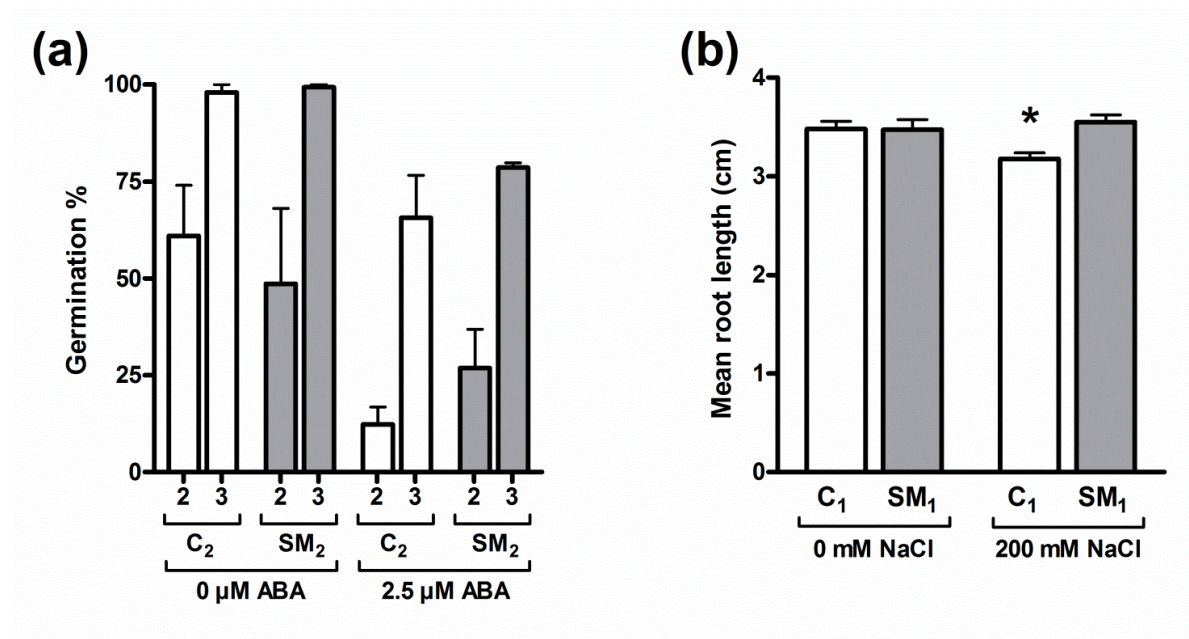 (a)
Germination %
100
75
50
25
0
2 3 2 3 2 3 2 3
C₂ SM₂ C₂ SM₂
0 µM ABA 2.5 µM ABA
(b)
Mean root length (cm)
4
3
2
1
0
*
C₁ SM₁ C₁ SM₁
0 mM NaCl 200 mM NaCl